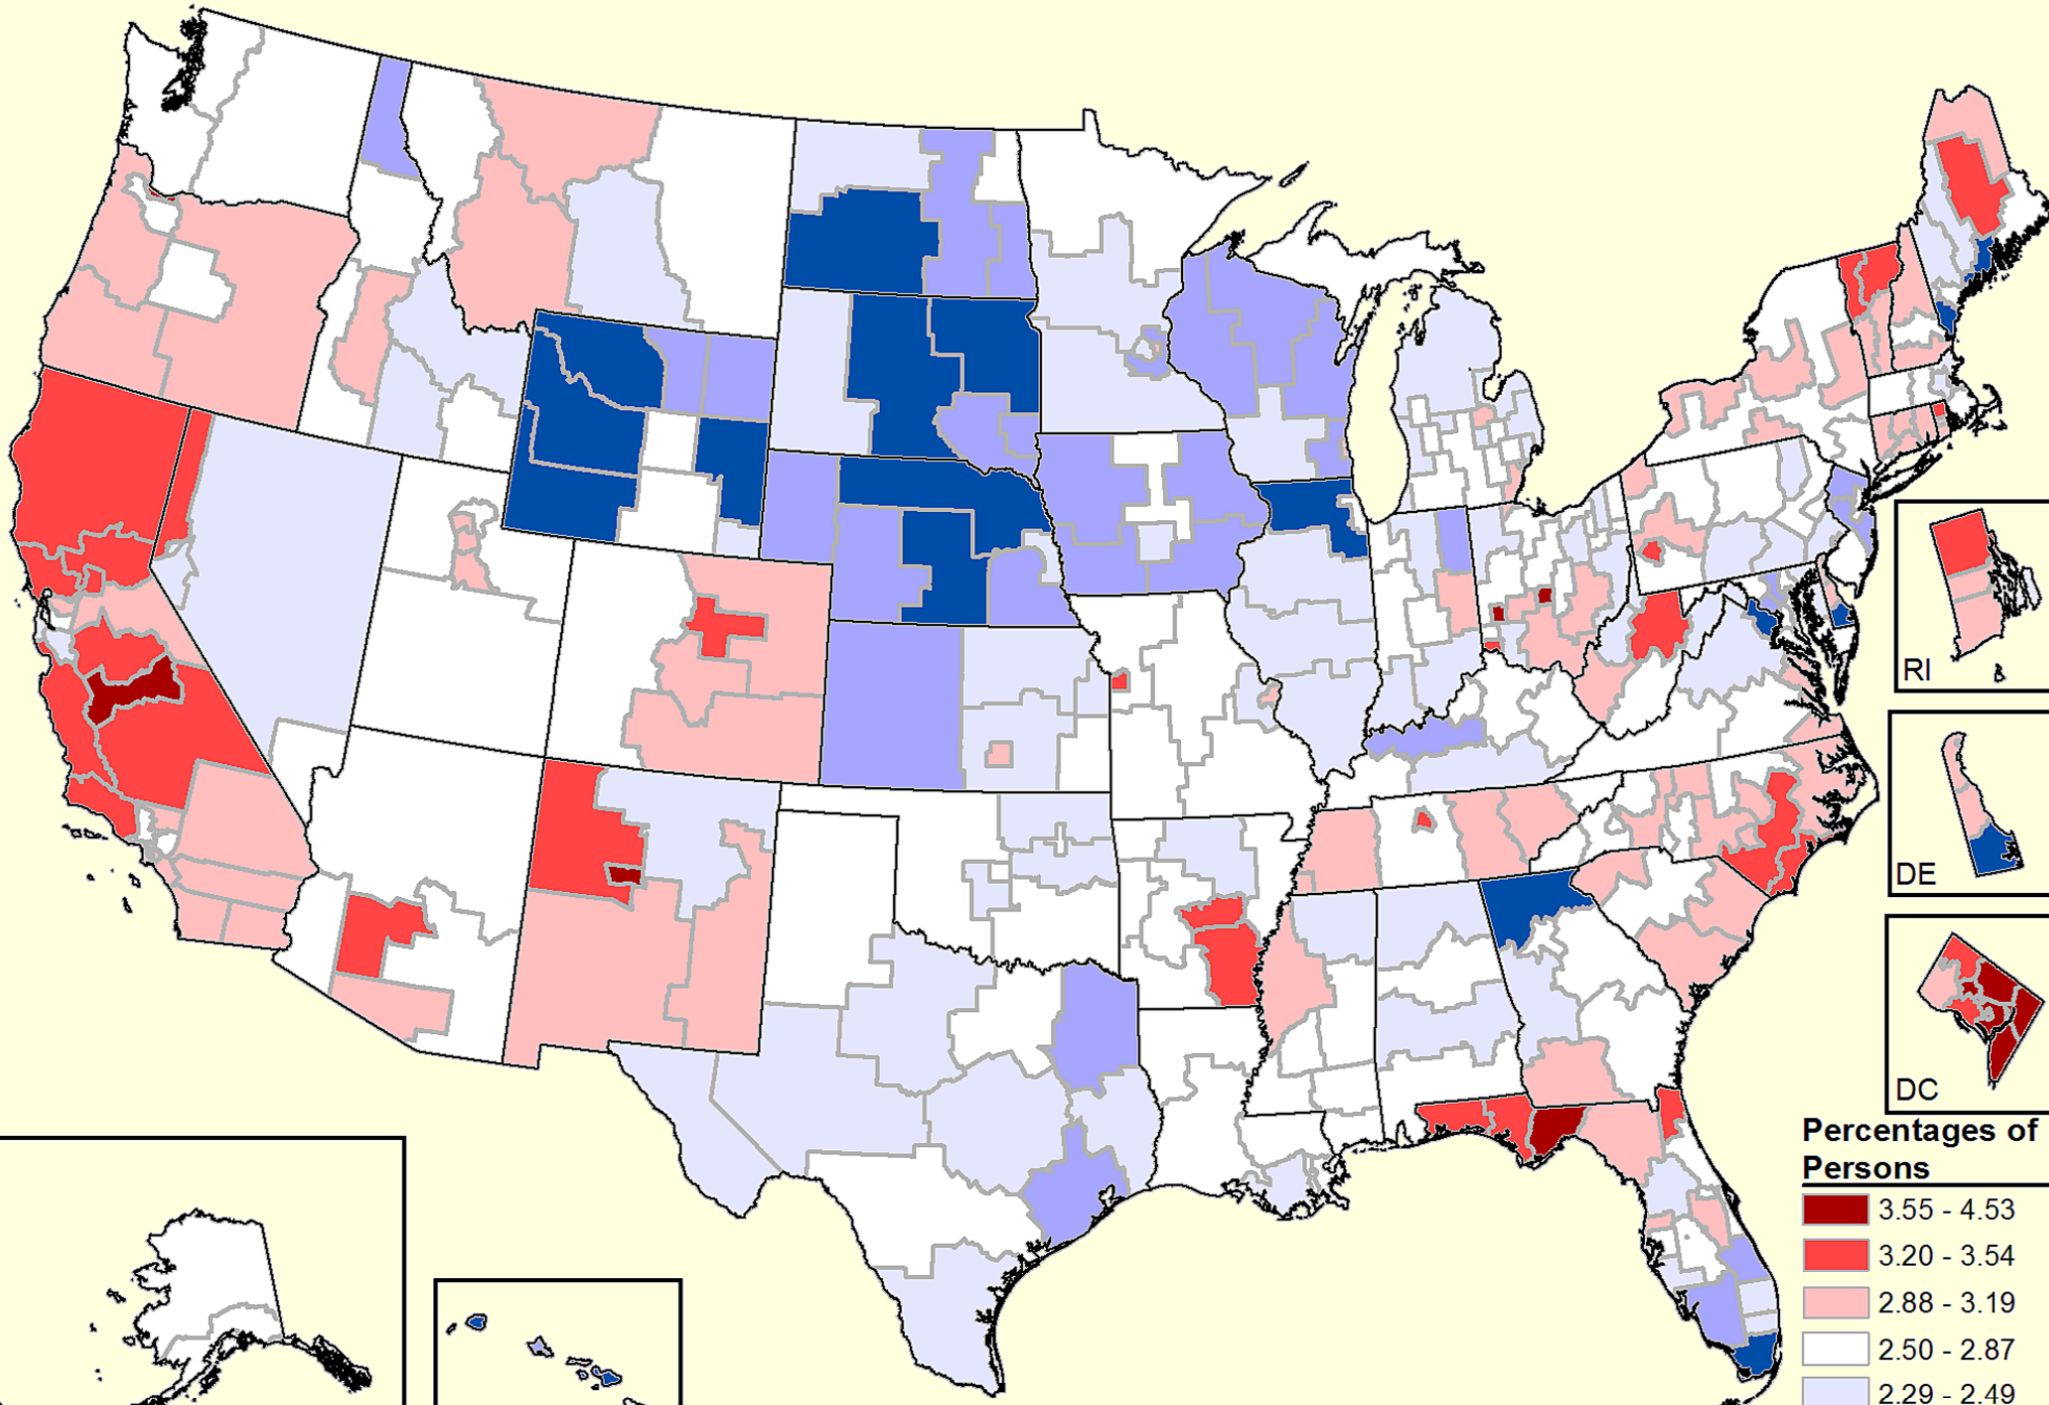 RI
DE
DC
Percentages of
Persons
3.55 - 4.53
3.20 - 3.54
2.88 - 3.19
2.50 - 2.87
2.29 - 2.49